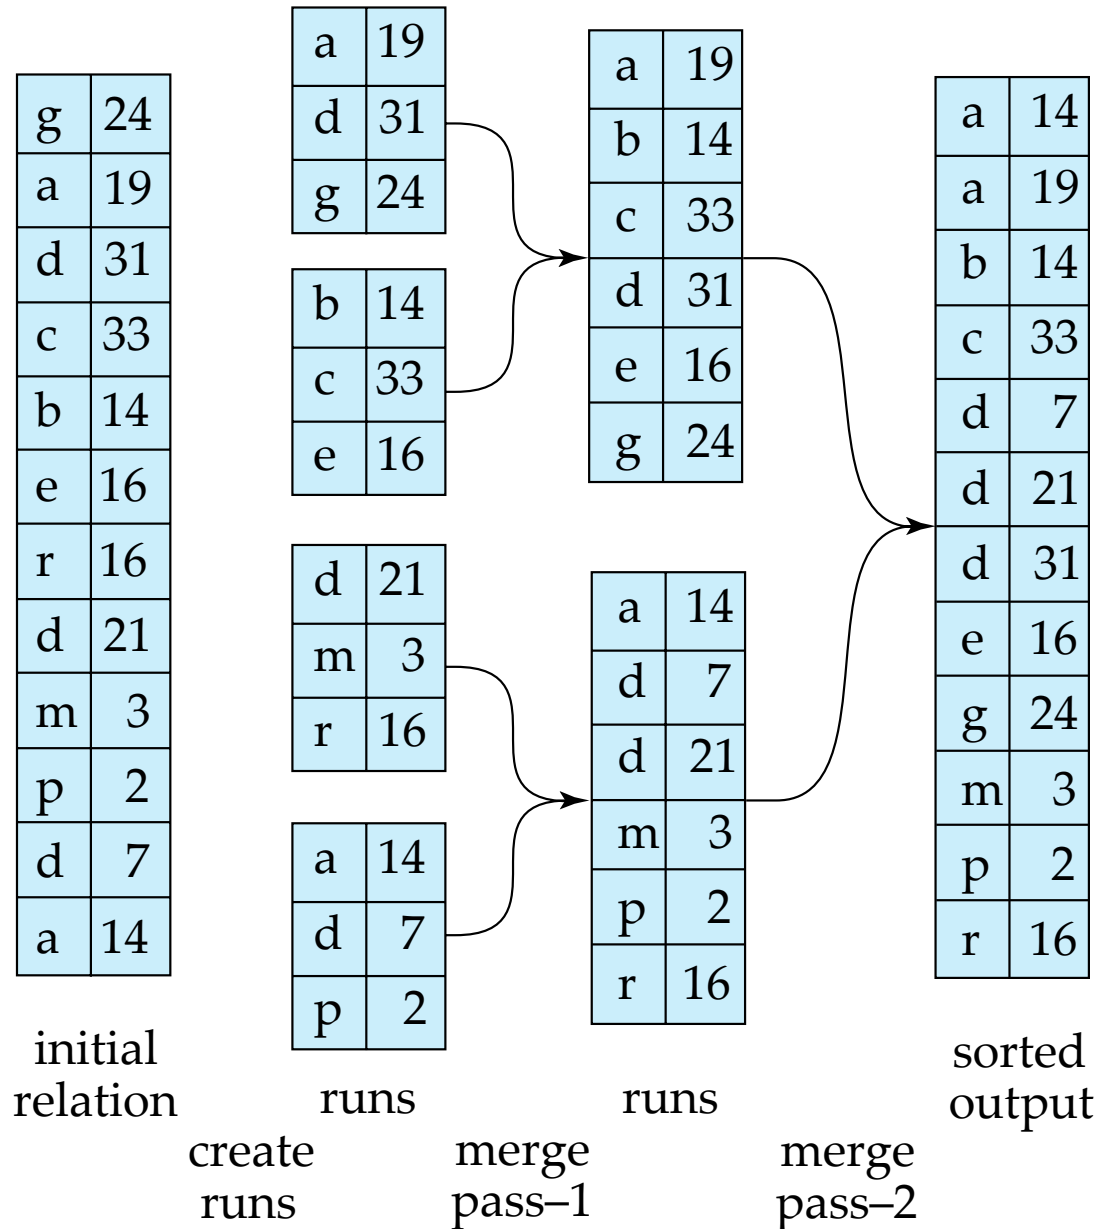 g 24
a 19
d 31
c 33
b 14
e 16
r 16
d 21
m 3
p 2
d 7
a 14
initial
relation
a 19
d 31
g 24
b 14
c 33
e 16
d 21
m 3
r 16
a 14
d 7
p 2
runs
a 19
b 14
c 33
d 31
e 16
g 24
a 14
d 7
d 21
m 3
p 2
r 16
runs
a 14
a 19
b 14
c 33
d 7
d 21
d 31
e 16
g 24
m 3
p 2
r 16
sorted
output
create
runs
merge
pass–1
merge
pass–2